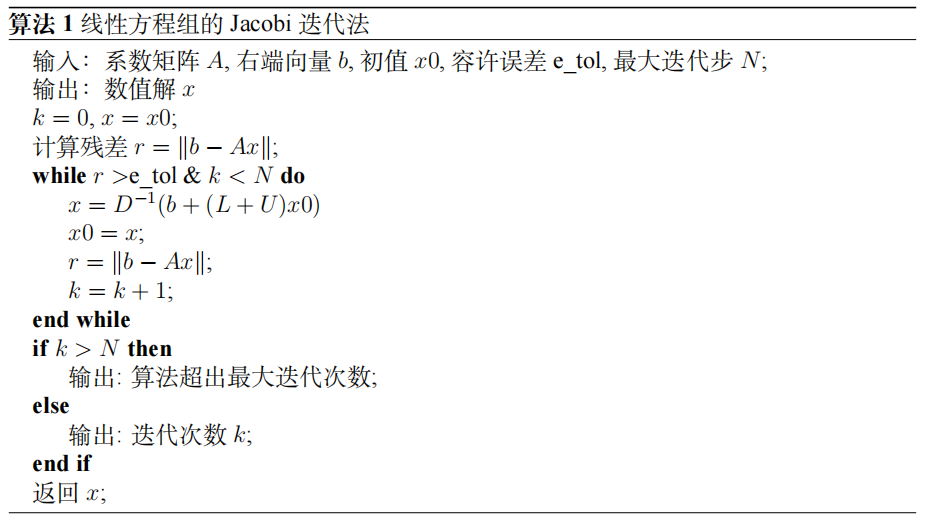 算法 1 线性方程组的 Jacobi 迭代法
输入：系数矩阵 A, 右端向量 b, 初值 x0, 容许误差 e_tol, 最大迭代步 N;
输出：数值解 x
k = 0, x = x0;
计算残差 r = ‖b − Ax‖;
while r >e_tol & k < N do
x = D⁻¹(b + (L + U)x0)
x0 = x;
r = ‖b − Ax‖;
k = k + 1;
end while
if k > N then
输出: 算法超出最大迭代次数;
else
输出: 迭代次数 k;
end if
返回 x;